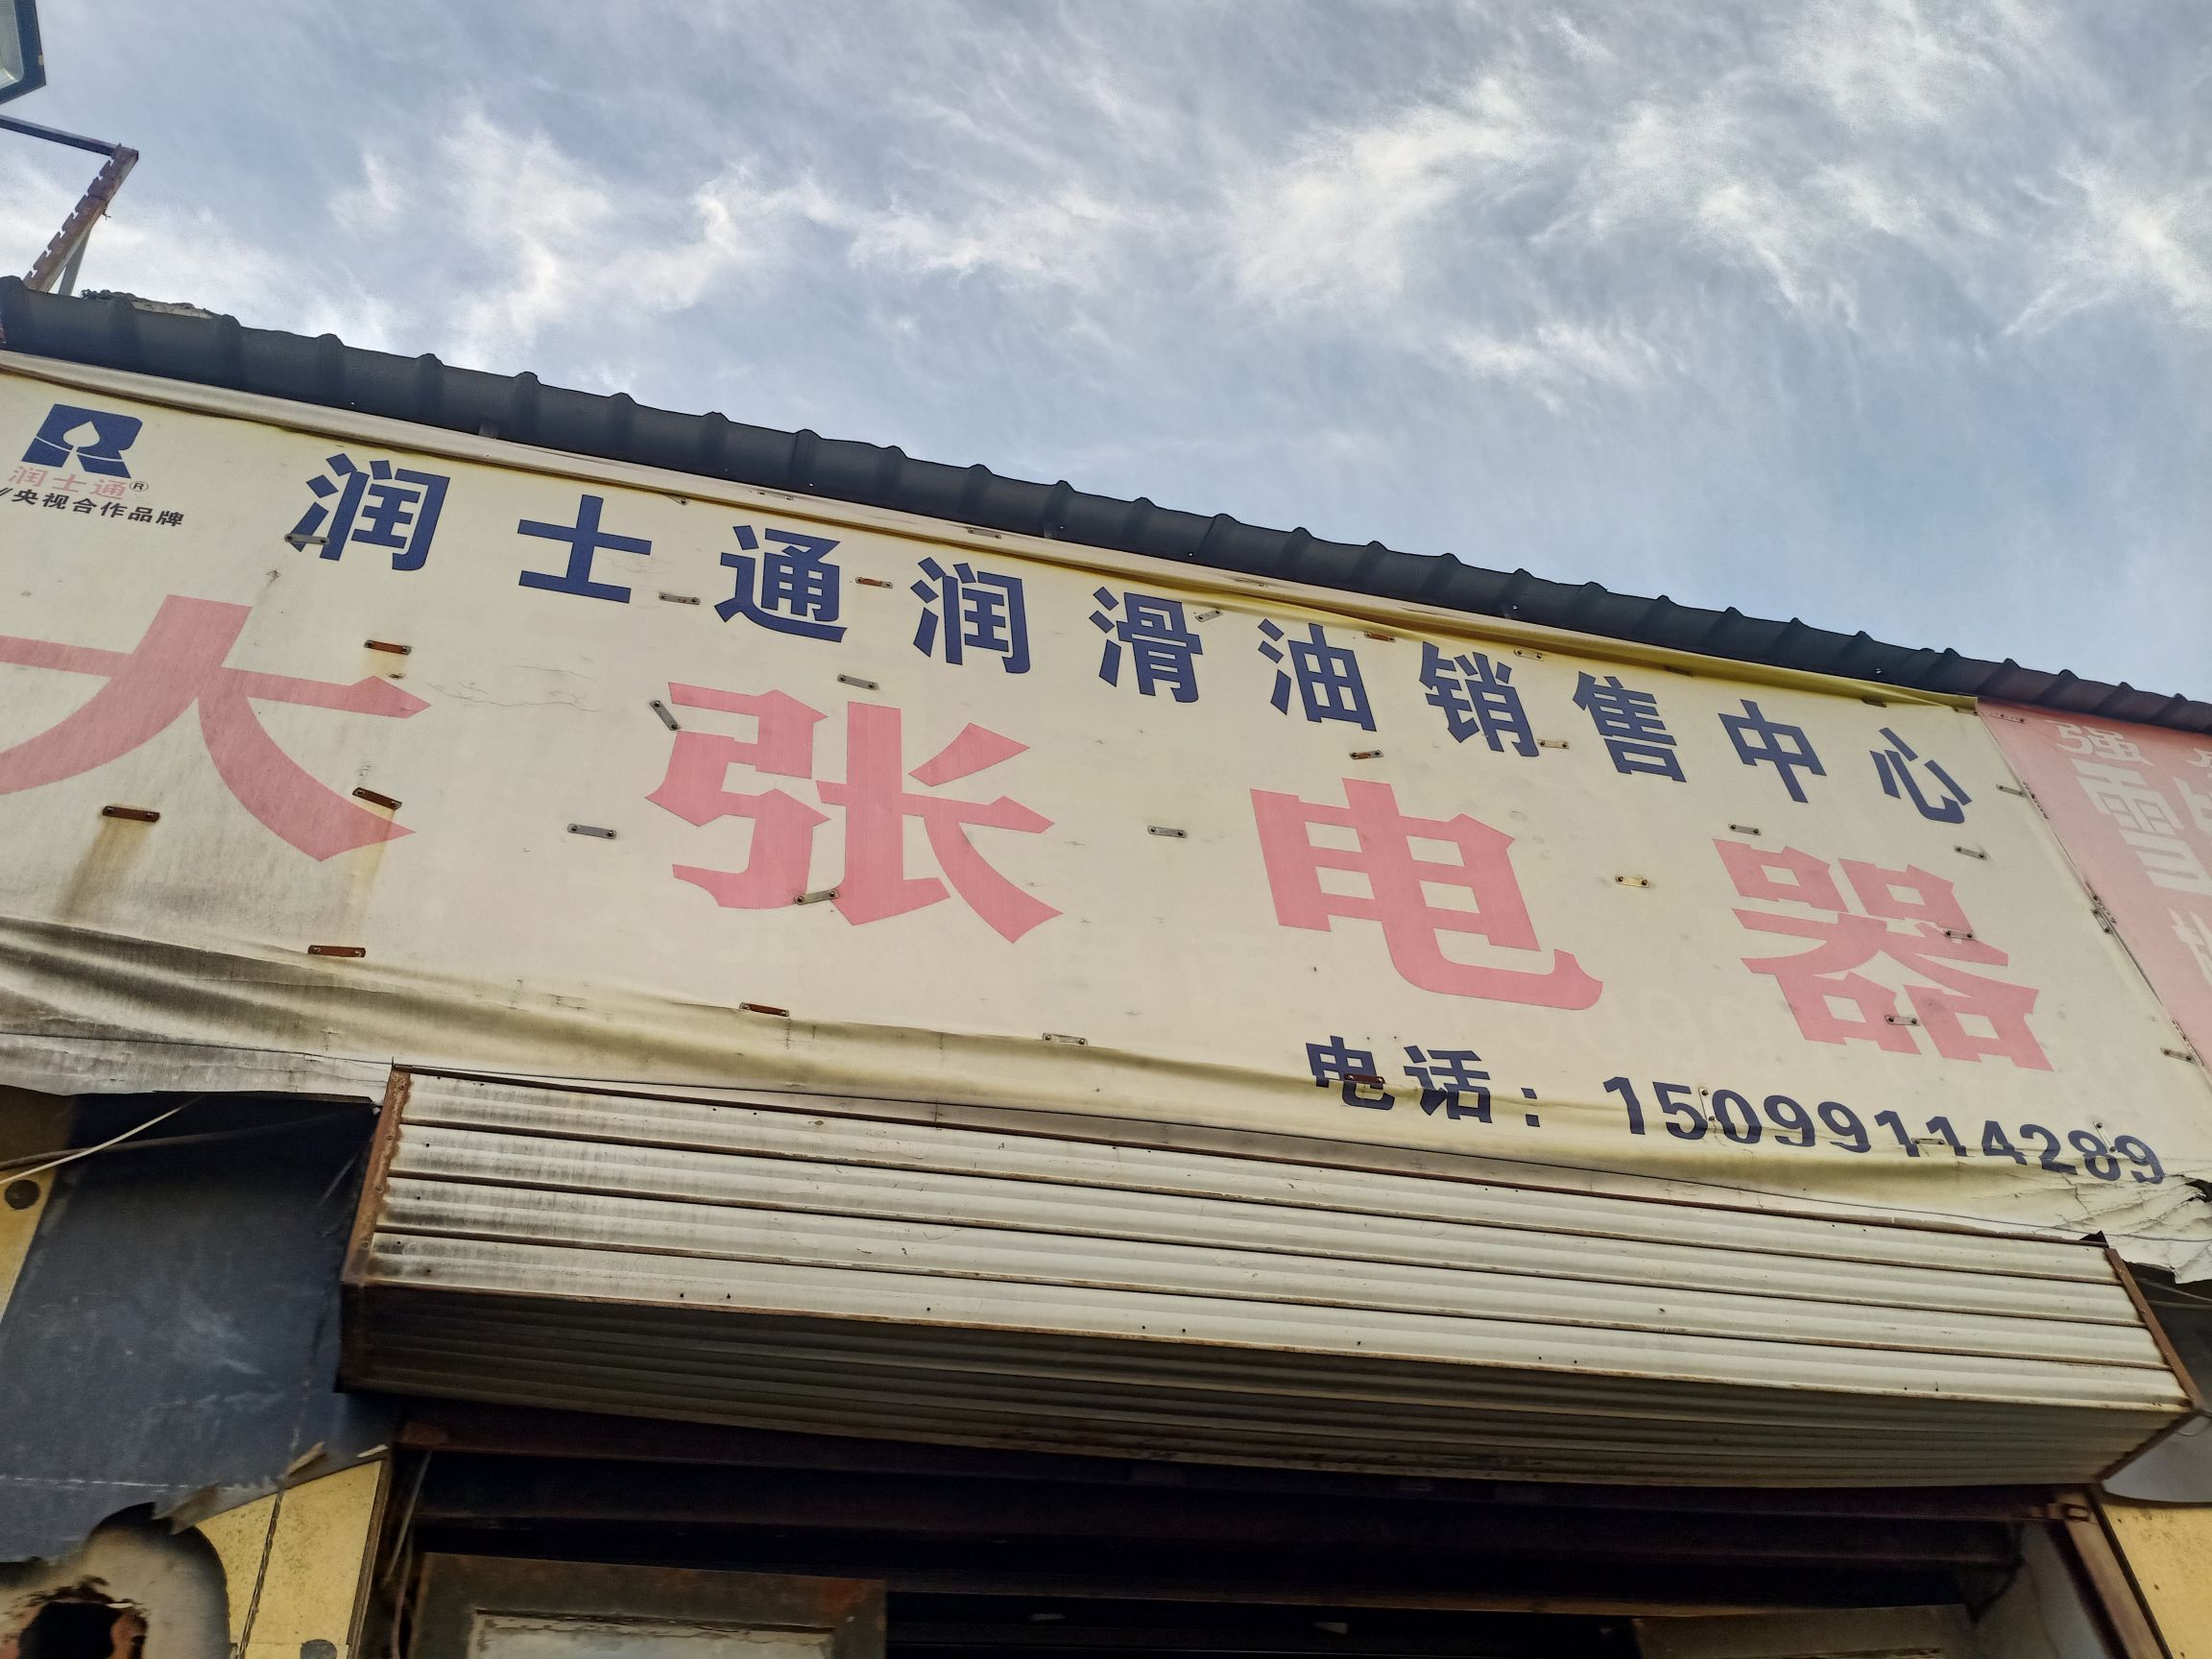 润士通®
央视合作品牌
润士通润滑油销售中心
大张电器
电话：15099114289
强